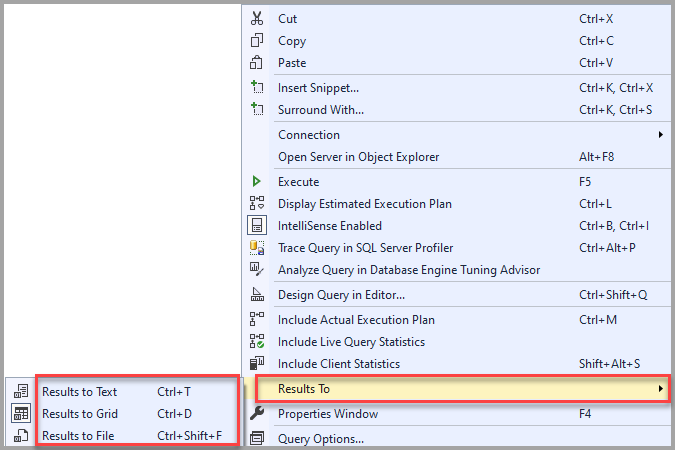 Cut Ctrl+X
Copy Ctrl+C
Paste Ctrl+V
Insert Snippet... Ctrl+K, Ctrl+X
Surround With... Ctrl+K, Ctrl+S
Connection
Open Server in Object Explorer Alt+F8
Execute F5
Display Estimated Execution Plan Ctrl+L
IntelliSense Enabled Ctrl+B, Ctrl+I
Trace Query in SQL Server Profiler Ctrl+Alt+P
Analyze Query in Database Engine Tuning Advisor
Design Query in Editor... Ctrl+Shift+Q
Include Actual Execution Plan Ctrl+M
Include Live Query Statistics
Include Client Statistics Shift+Alt+S
Results To
Results to Text Ctrl+T
Results to Grid Ctrl+D
Results to File Ctrl+Shift+F
Properties Window F4
Query Options...